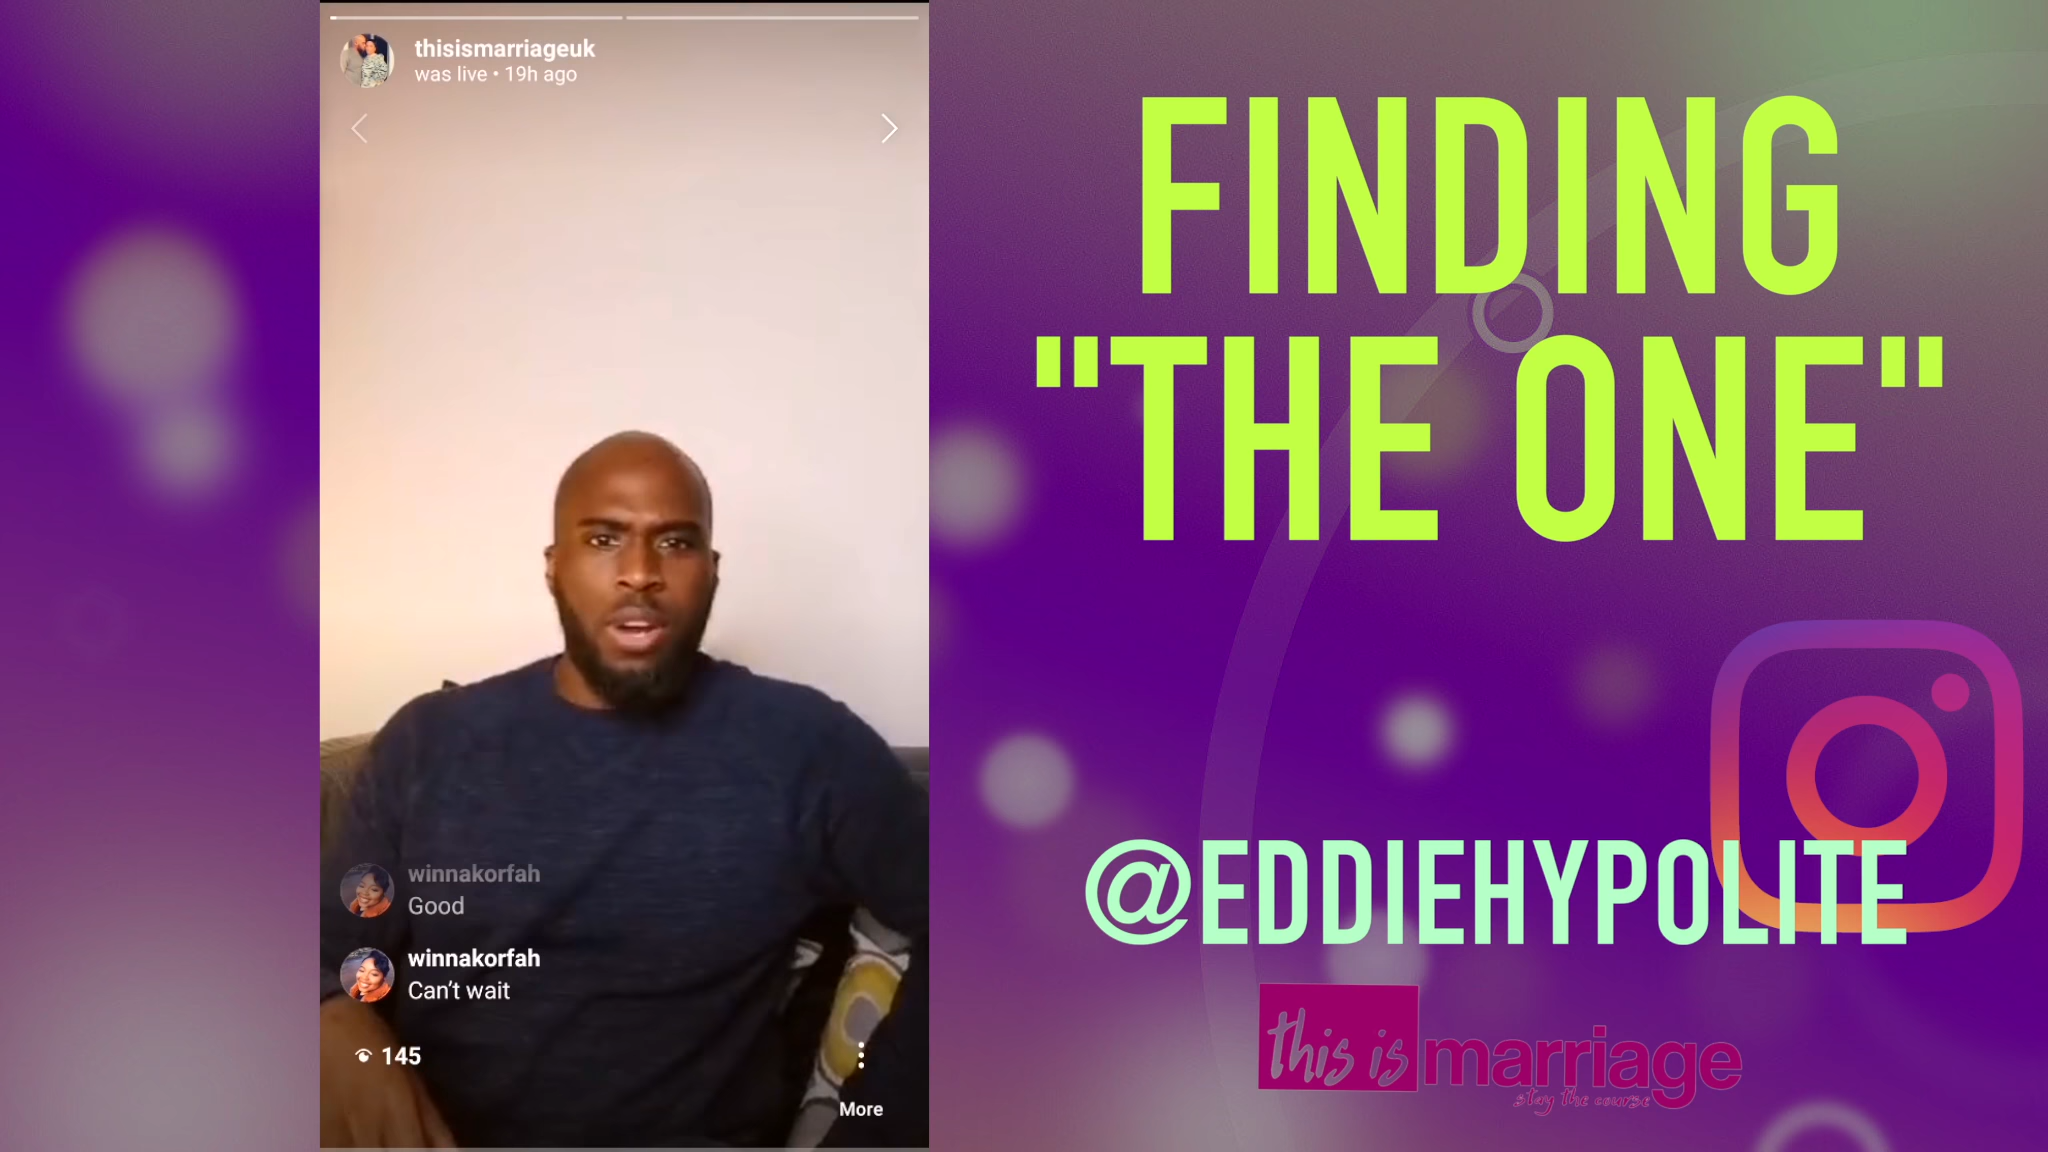 thisismarriageuk
was live • 19h ago
winnakorfah
Good
winnakorfah
Can't wait
145
More
FINDING
"THE ONE"
@EDDIEHYPOLITE
this is marriage
stay the course